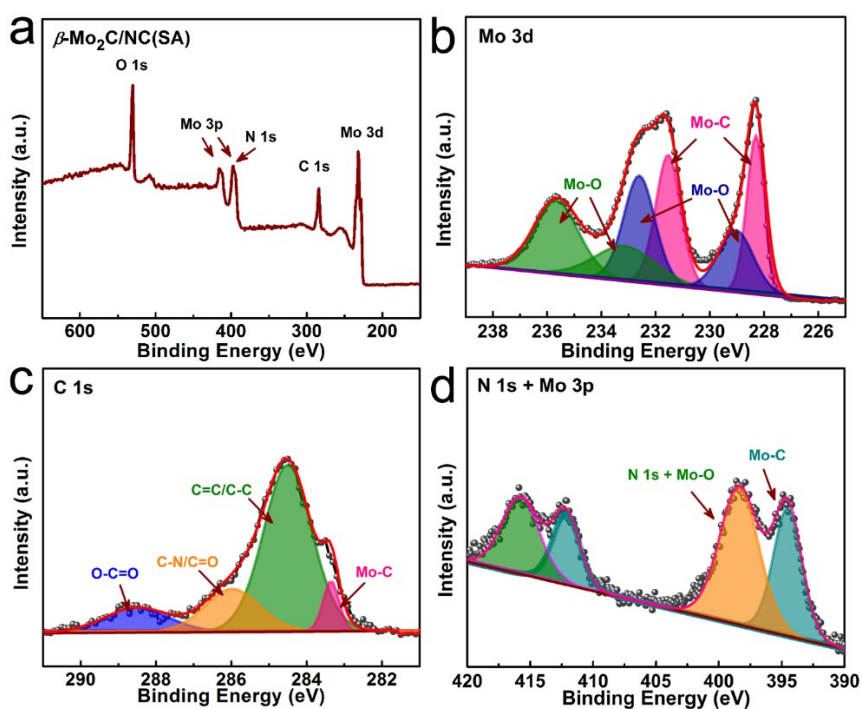 a
β-Mo₂C/NC(SA)
O 1s
Mo 3p
N 1s
C 1s
Mo 3d
Intensity (a.u.)
600 500 400 300 200
Binding Energy (eV)
b
Mo 3d
Mo-C
Mo-O
Mo-O
Intensity (a.u.)
238 236 234 232 230 228 226
Binding Energy (eV)
c
C 1s
C=C/C-C
C-N/C=O
O-C=O
Mo-C
Intensity (a.u.)
290 288 286 284 282
Binding Energy (eV)
d
N 1s + Mo 3p
Mo-C
N 1s + Mo-O
Intensity (a.u.)
420 415 410 405 400 395 390
Binding Energy (eV)